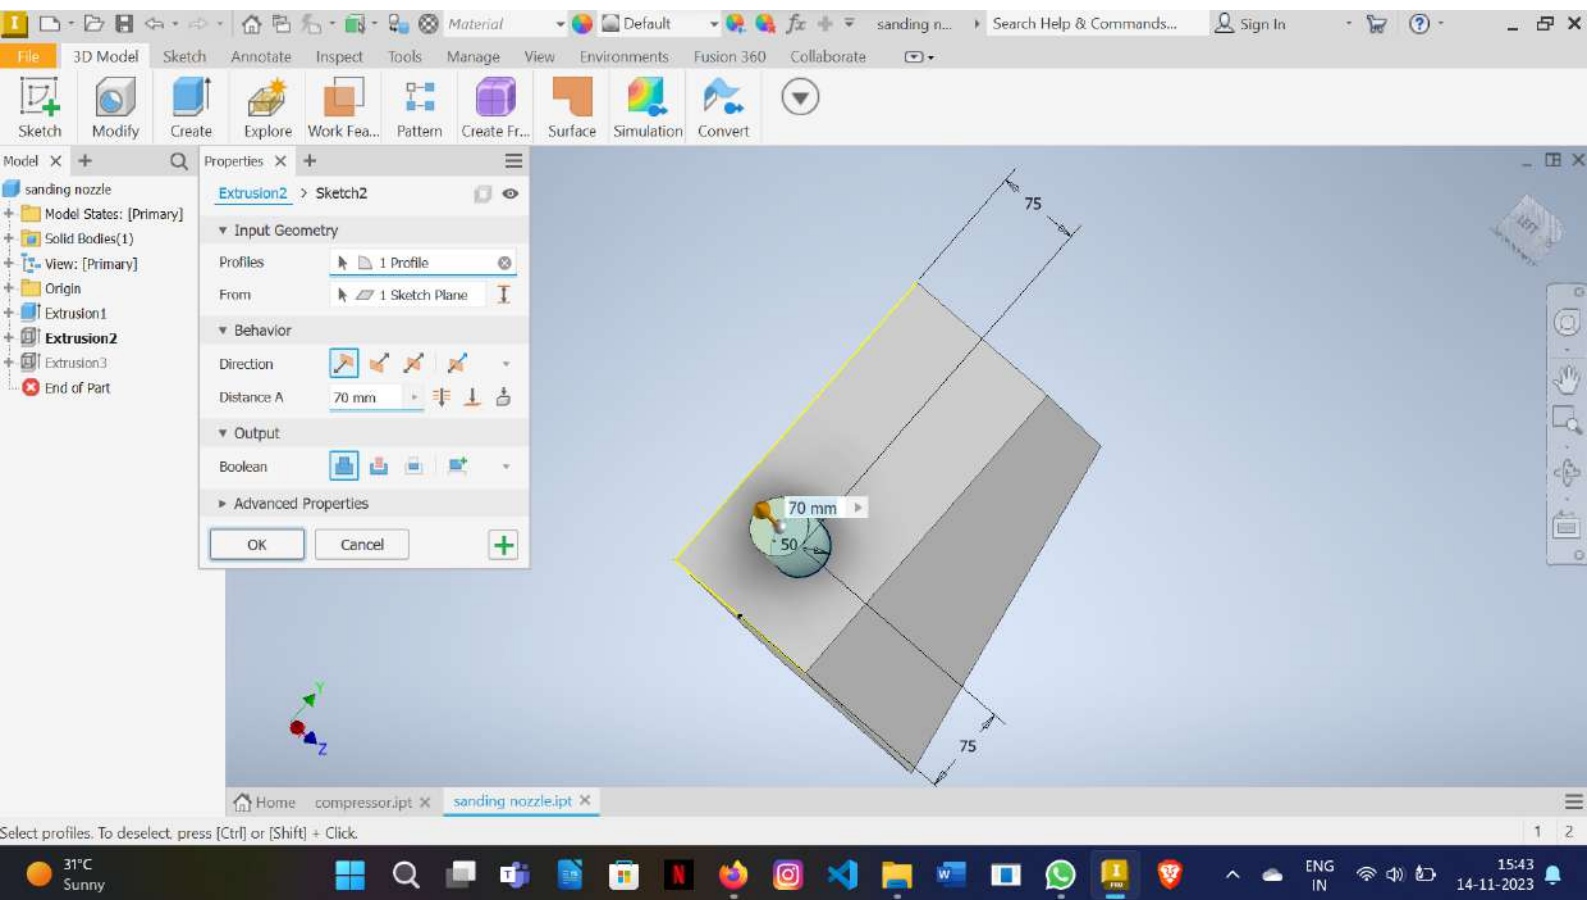 I Material Default fx sanding n... Search Help & Commands... Sign In
File 3D Model Sketch Annotate Inspect Tools Manage View Environments Fusion 360 Collaborate
Sketch Modify Create Explore Work Fea... Pattern Create Fr... Surface Simulation Convert
Model
sanding nozzle
Model States: [Primary]
Solid Bodies(1)
View: [Primary]
Origin
Extrusion1
Extrusion2
Extrusion3
End of Part
Properties
Extrusion2 > Sketch2
Input Geometry
Profiles 1 Profile
From 1 Sketch Plane
Behavior
Direction
Distance A 70 mm
Output
Boolean
Advanced Properties
OK Cancel
75
LEFT
70 mm
50
75
Y
Z
Home compressor.ipt sanding nozzle.ipt
Select profiles. To deselect, press [Ctrl] or [Shift] + Click.
1 2
31°C
Sunny
ENG
IN
15:43
14-11-2023